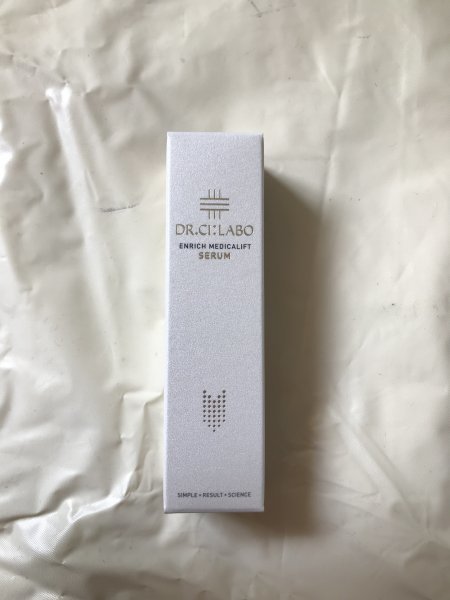 DR.CI:LABO
ENRICH MEDICALIFT
SERUM
SIMPLE • RESULT • SCIENCE